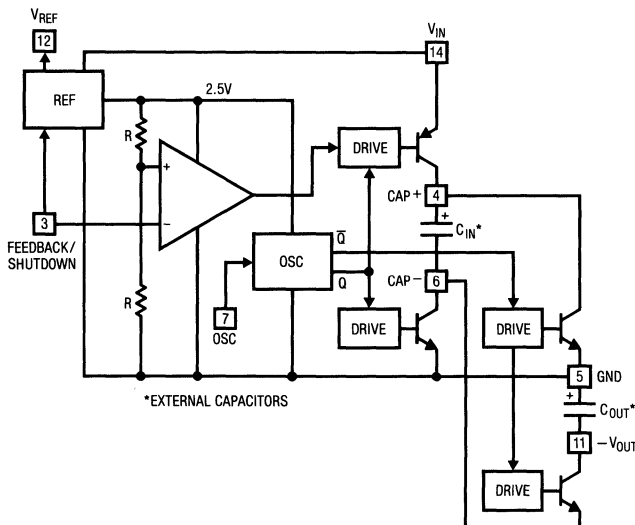 VREF
12
VIN
14
REF
2.5V
R
DRIVE
+
CAP+
4
+
CIN*
−
3
FEEDBACK/
SHUTDOWN
Q̅
OSC
Q
CAP−
6
R
7
OSC
DRIVE
DRIVE
5
GND
*EXTERNAL CAPACITORS
+
COUT*
11
−VOUT
DRIVE